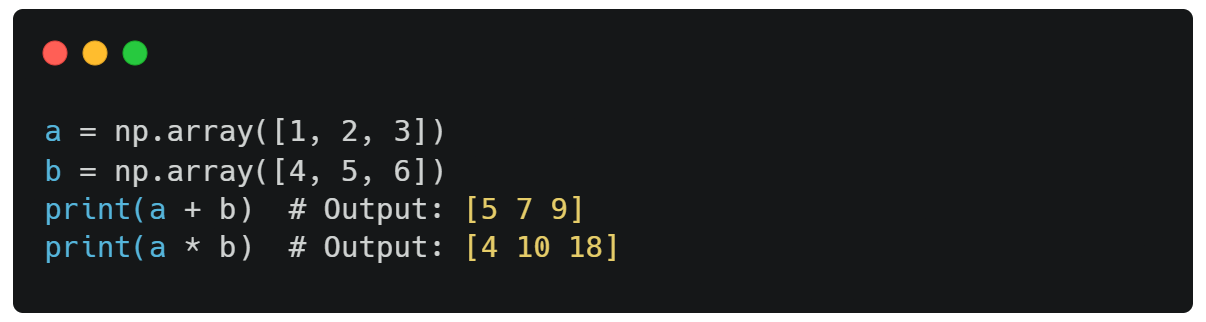 a = np.array([1, 2, 3])
b = np.array([4, 5, 6])
print(a + b)  # Output: [5 7 9]
print(a * b)  # Output: [4 10 18]